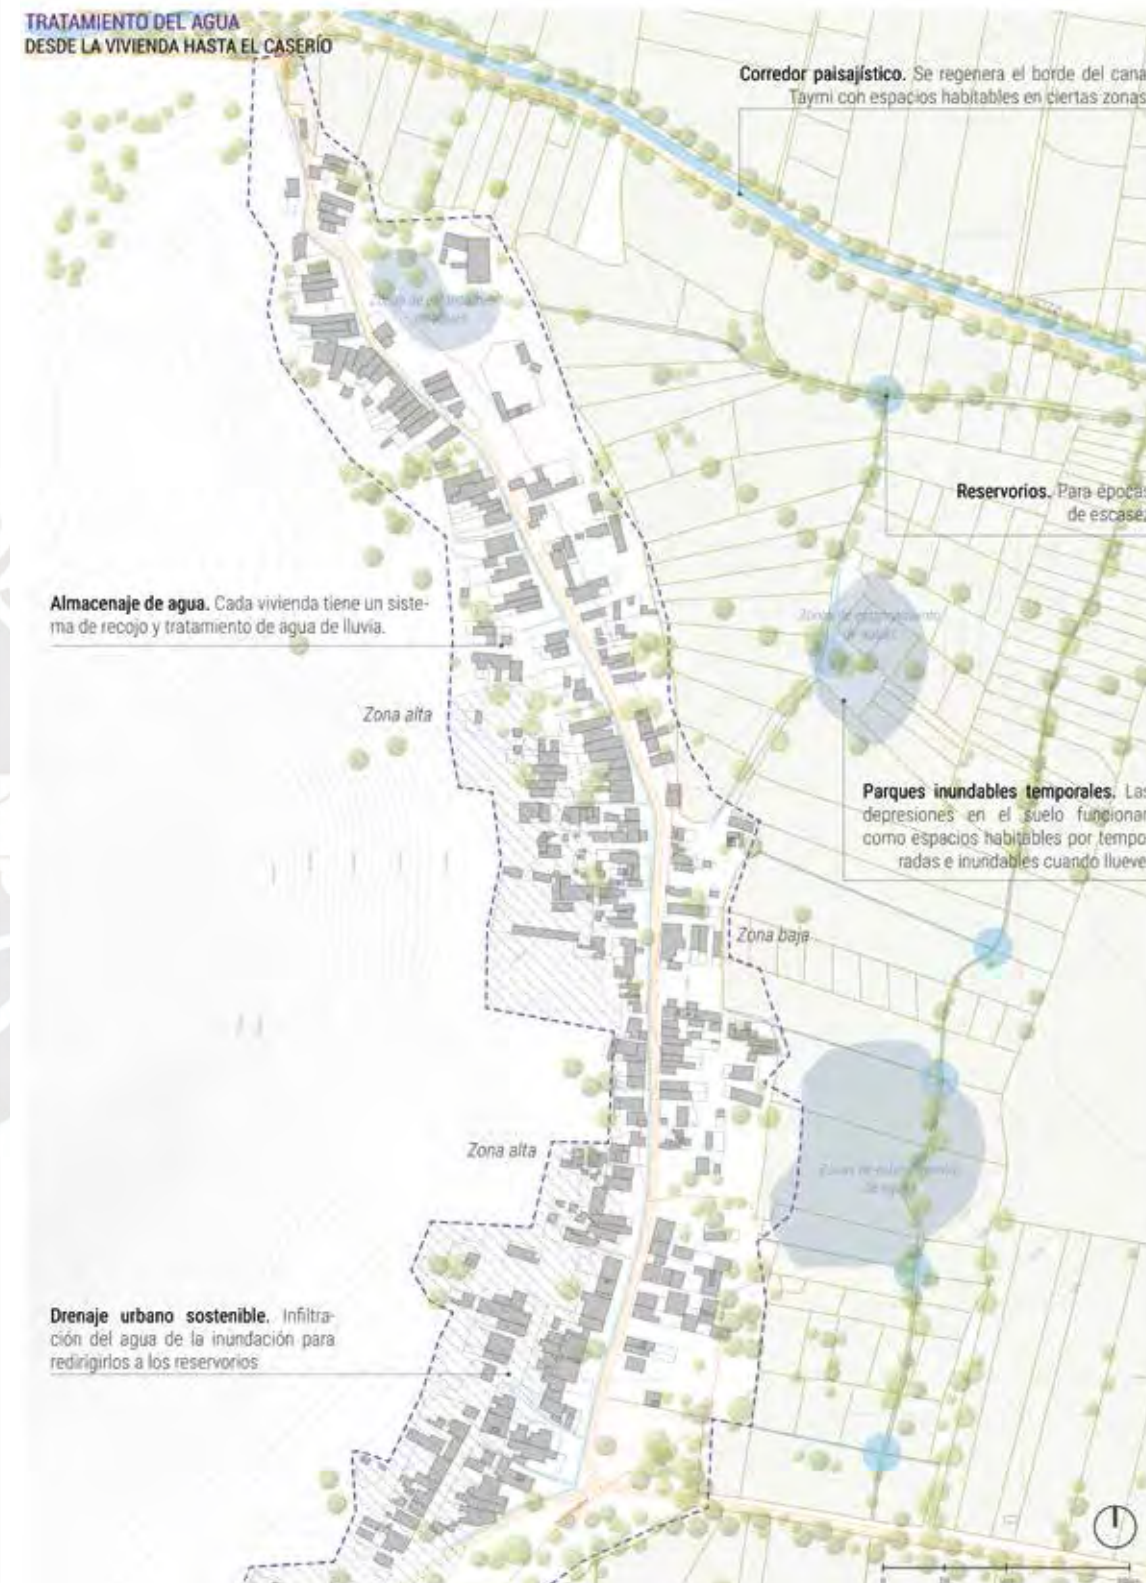 TRATAMIENTO DEL AGUA
DESDE LA VIVIENDA HASTA EL CASERÍO
Corredor paisajístico. Se regenera el borde del cana
Taymi con espacios habitables en ciertas zonas
Reservorios. Para épocas
de escasez
Almacenaje de agua. Cada vivienda tiene un siste-
ma de recojo y tratamiento de agua de lluvia.
Zona alta
Parques inundables temporales. Las
depresiones en el suelo funcionan
como espacios habitables por tempo
radas e inundables cuando llueve
Zona baja
Zona alta
Drenaje urbano sostenible. Infiltra-
ción del agua de la inundación para
redirigirlos a los reservorios